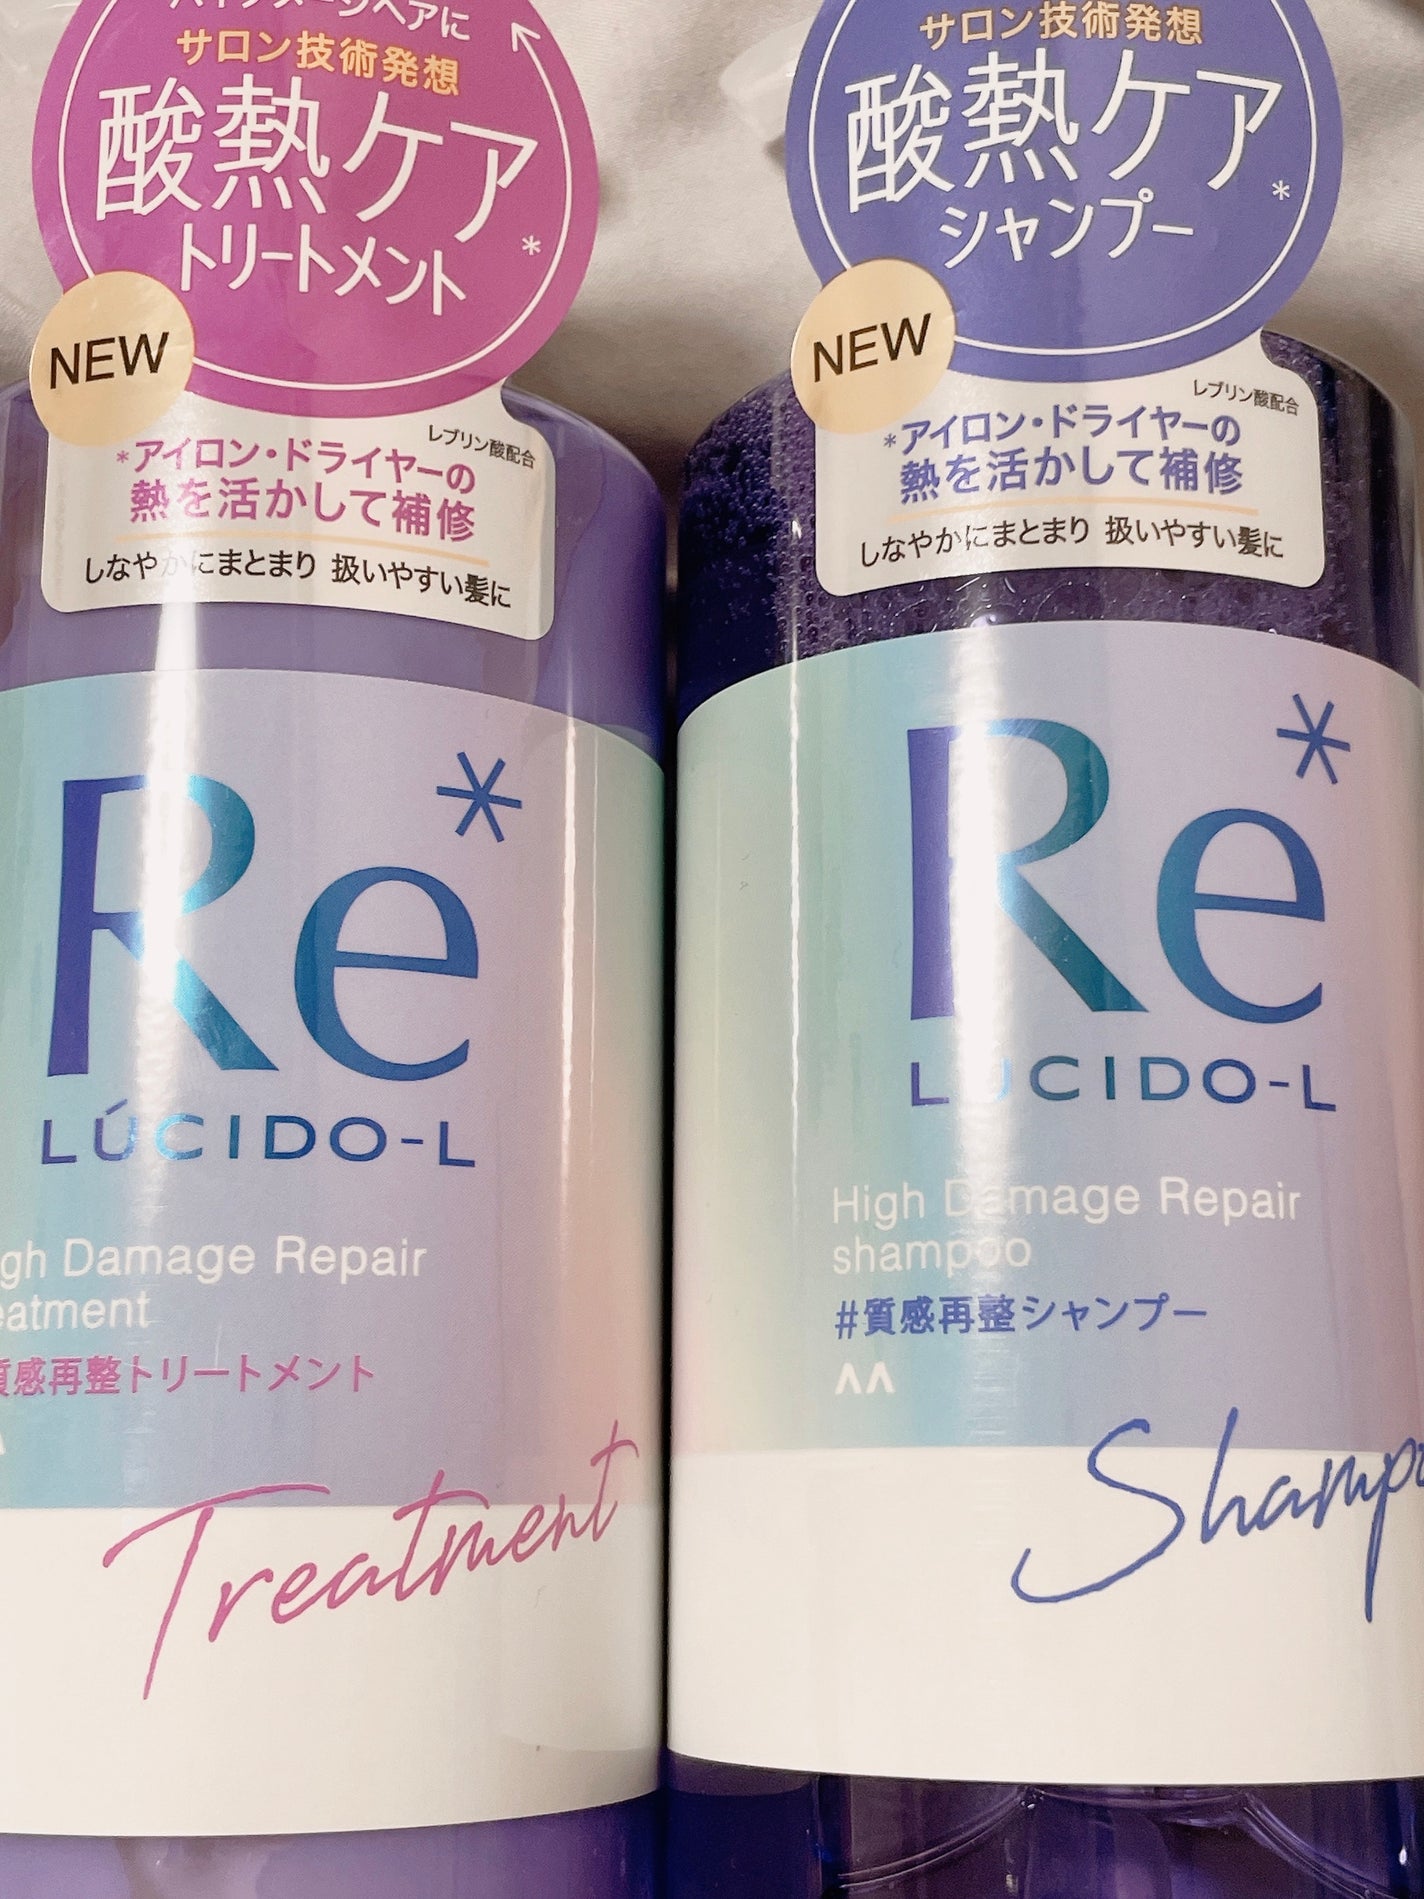 サロン技術発想
酸熱ケア*
トリートメント
NEW
レブリン酸配合
*アイロン・ドライヤーの
熱を活かして補修
しなやかにまとまり 扱いやすい髪に
Re*
LÚCIDO-L
Damage Repair
質感再整トリートメント
Treatment
サロン技術発想
酸熱ケア*
シャンプー
NEW
レブリン酸配合
*アイロン・ドライヤーの
熱を活かして補修
しなやかにまとまり 扱いやすい髪に
Re*
LUCIDO-L
High Damage Repair
shampoo
#質感再整シャンプー
Shampo